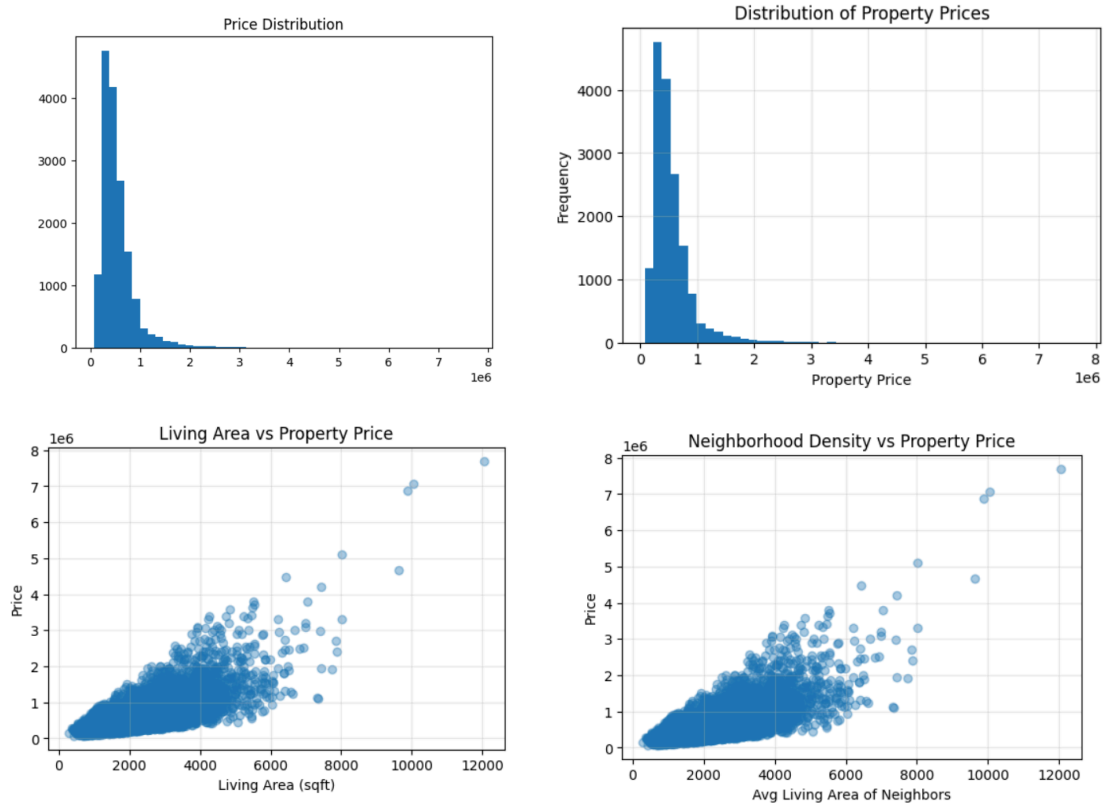 Price Distribution
4000
3000
2000
1000
0
0 1 2 3 4 5 6 7 8
1e6
Distribution of Property Prices
Frequency
4000
3000
2000
1000
0
0 1 2 3 4 5 6 7 8
Property Price
1e6
Living Area vs Property Price
1e6
Price
8
7
6
5
4
3
2
1
0
0 2000 4000 6000 8000 10000 12000
Living Area (sqft)
Neighborhood Density vs Property Price
1e6
Price
8
7
6
5
4
3
2
1
0
0 2000 4000 6000 8000 10000 12000
Avg Living Area of Neighbors